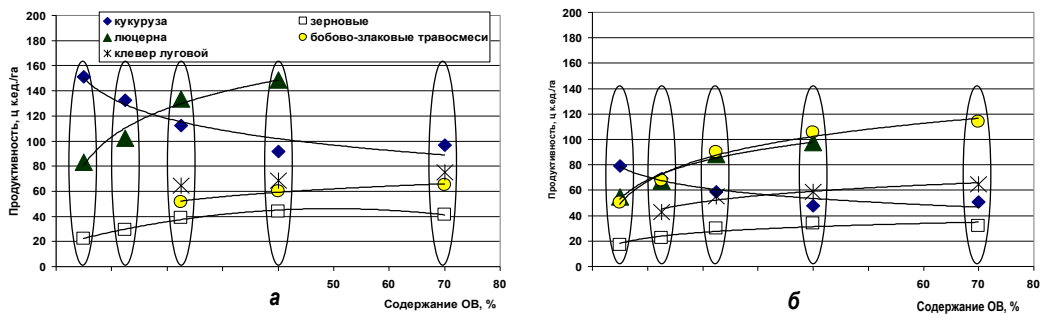 200
180
160
140
120
100
80
60
40
20
0
Продуктивность, ц к.ед./га
кукуруза
зерновые
люцерна
бобово-злаковые травосмеси
клевер луговой
60 70 80
а
Содержание ОВ, %
200
180
160
140
120
100
80
60
40
20
0
Продуктивность, ц к.ед./га
60 70 80
б
Содержание ОВ, %